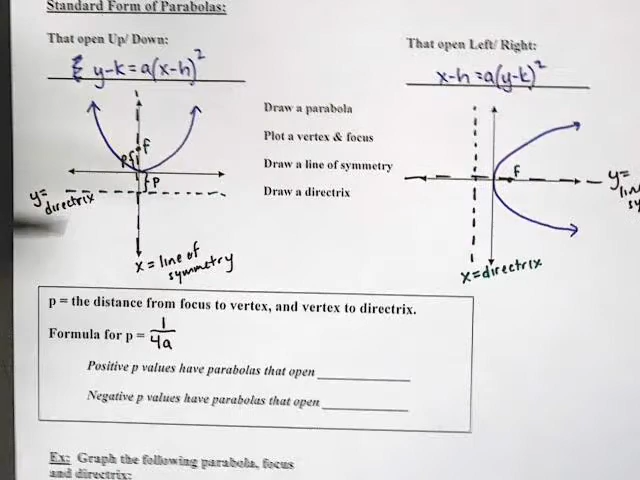 Standard Form of Parabolas:
That open Up/ Down:
y-k=a(x-h)²
That open Left/ Right:
x-h=a(y-k)²
Draw a parabola
Plot a vertex & focus
Draw a line of symmetry
Draw a directrix
f
P
P
y=
directrix
x = line of
symmetry
F
y=
x=directrix
p = the distance from focus to vertex, and vertex to directrix.
Formula for p = 1/4a
Positive p values have parabolas that open
Negative p values have parabolas that open
Ex: Graph the following parabola, focus
and directrix: